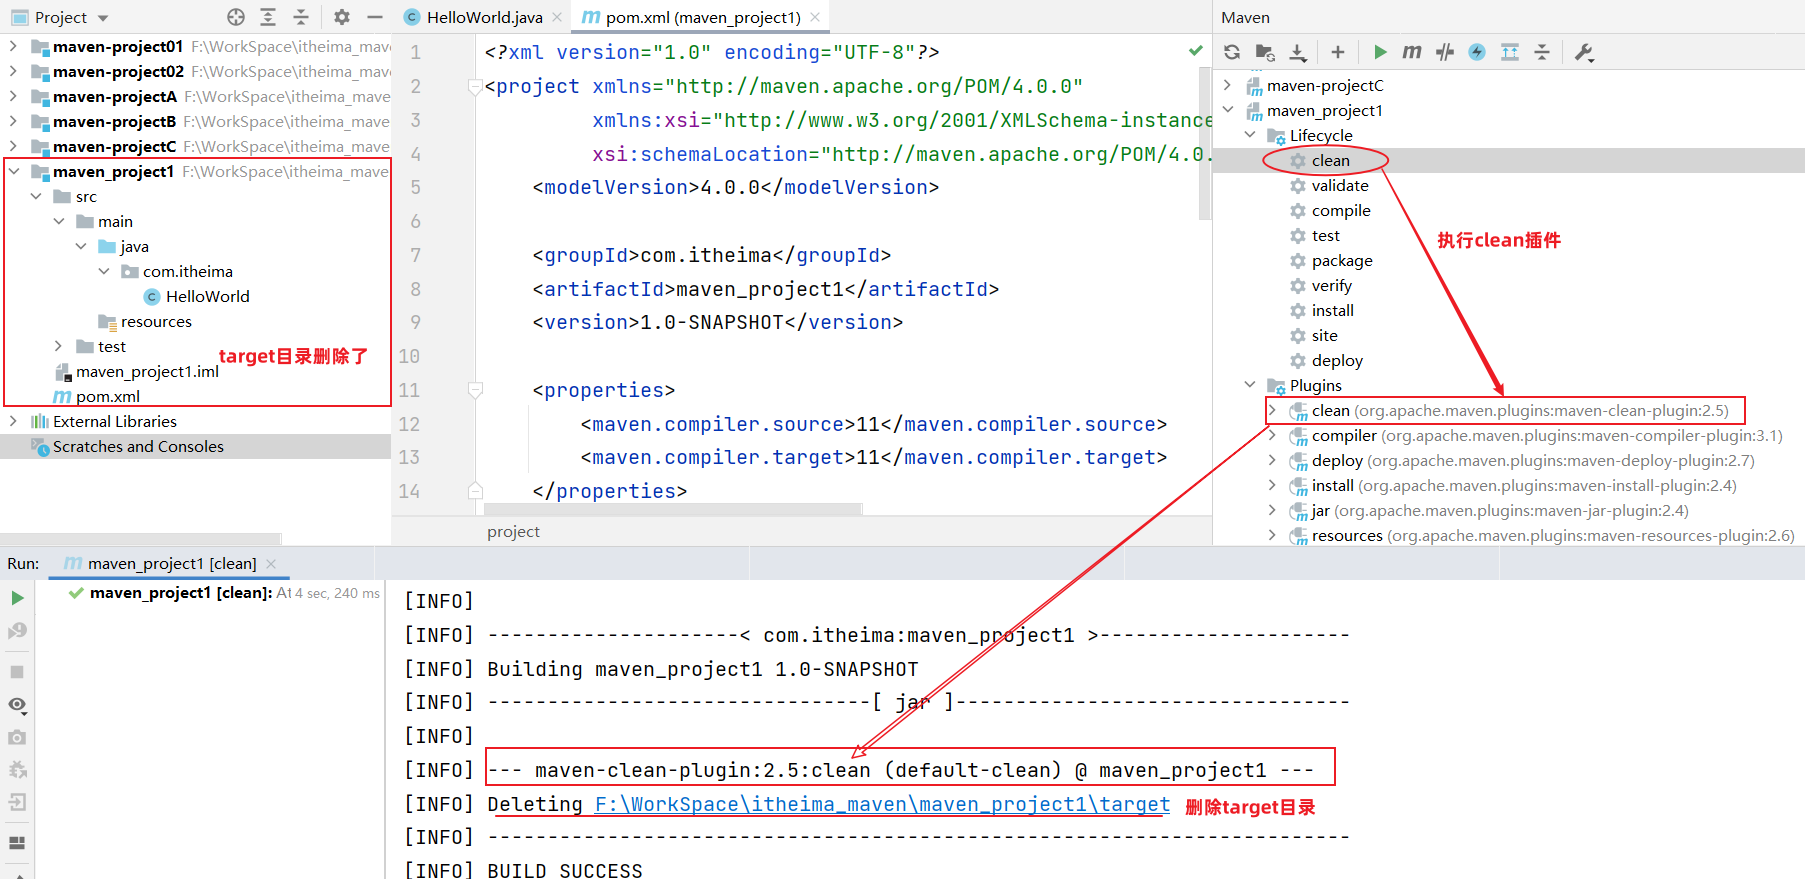 Project
maven-project01 F:\WorkSpace\itheima_mav
maven-project02 F:\WorkSpace\itheima_mav
maven-projectA F:\WorkSpace\itheima_mave
maven-projectB F:\WorkSpace\itheima_mave
maven-projectC F:\WorkSpace\itheima_mave
maven_project1 F:\WorkSpace\itheima_mave
src
main
java
com.itheima
HelloWorld
resources
test
target目录删除了
maven_project1.iml
pom.xml
External Libraries
Scratches and Consoles
HelloWorld.java
pom.xml (maven_project1)
1 <?xml version="1.0" encoding="UTF-8"?>
2 <project xmlns="http://maven.apache.org/POM/4.0.0"
3 xmlns:xsi="http://www.w3.org/2001/XMLSchema-instance
4 xsi:schemaLocation="http://maven.apache.org/POM/4.0.
5 <modelVersion>4.0.0</modelVersion>
6
7 <groupId>com.itheima</groupId>
8 <artifactId>maven_project1</artifactId>
9 <version>1.0-SNAPSHOT</version>
10
11 <properties>
12 <maven.compiler.source>11</maven.compiler.source>
13 <maven.compiler.target>11</maven.compiler.target>
14 </properties>
project
Maven
maven-projectC
maven_project1
Lifecycle
clean
validate
compile
test
package
verify
install
site
deploy
执行clean插件
Plugins
clean (org.apache.maven.plugins:maven-clean-plugin:2.5)
compiler (org.apache.maven.plugins:maven-compiler-plugin:3.1)
deploy (org.apache.maven.plugins:maven-deploy-plugin:2.7)
install (org.apache.maven.plugins:maven-install-plugin:2.4)
jar (org.apache.maven.plugins:maven-jar-plugin:2.4)
resources (org.apache.maven.plugins:maven-resources-plugin:2.6)
Run: maven_project1 [clean]
maven_project1 [clean]: At 4 sec, 240 ms
[INFO]
[INFO] ---------------------< com.itheima:maven_project1 >---------------------
[INFO] Building maven_project1 1.0-SNAPSHOT
[INFO] --------------------------------[ jar ]---------------------------------
[INFO]
[INFO] --- maven-clean-plugin:2.5:clean (default-clean) @ maven_project1 ---
[INFO] Deleting F:\WorkSpace\itheima_maven\maven_project1\target 删除target目录
[INFO] ------------------------------------------------------------------------
[INFO] BUILD SUCCESS